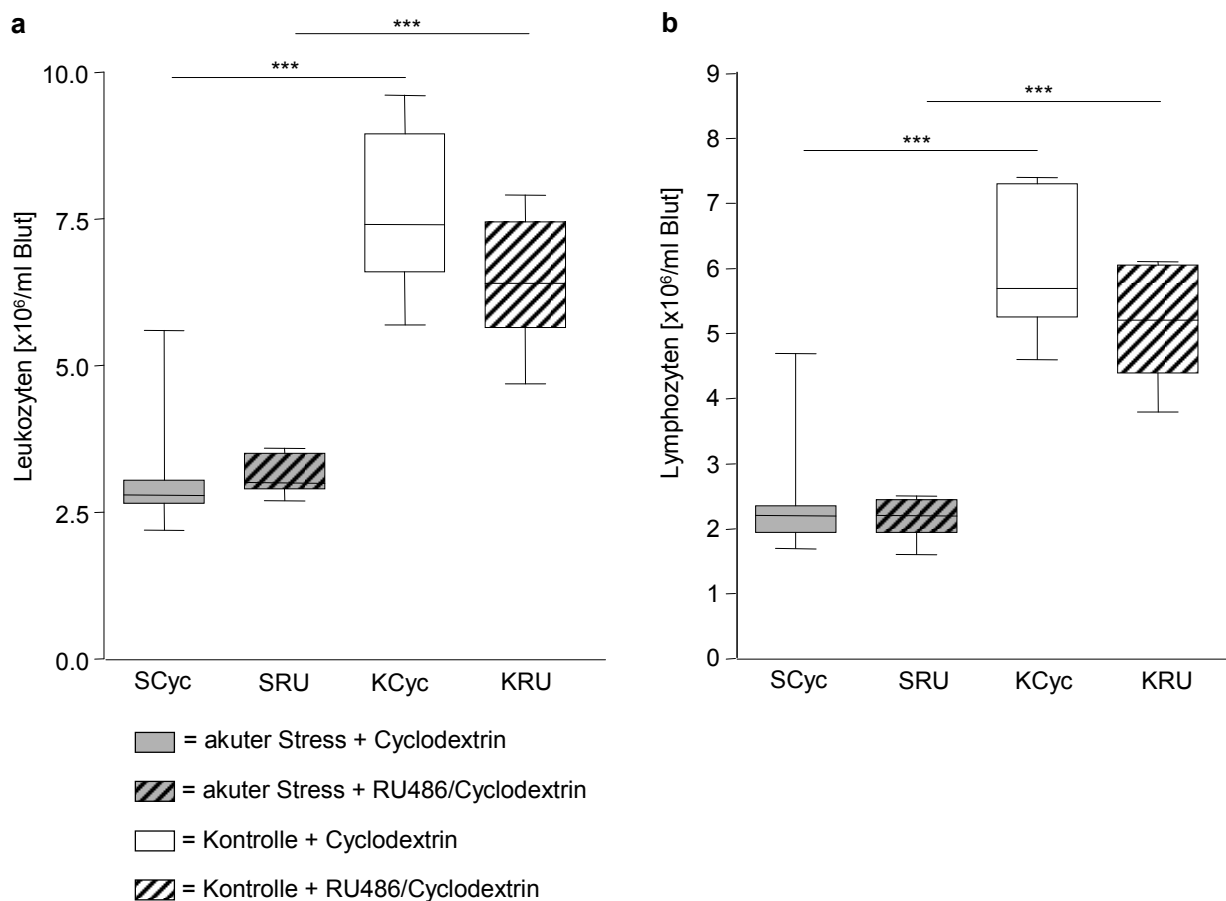 a
***
***
Leukozyten [x10⁶/ml Blut]
10.0
7.5
5.0
2.5
0.0
SCyc SRU KCyc KRU
b
***
***
Lymphozyten [x10⁶/ml Blut]
9
8
7
6
5
4
3
2
1
0
SCyc SRU KCyc KRU
= akuter Stress + Cyclodextrin
= akuter Stress + RU486/Cyclodextrin
= Kontrolle + Cyclodextrin
= Kontrolle + RU486/Cyclodextrin